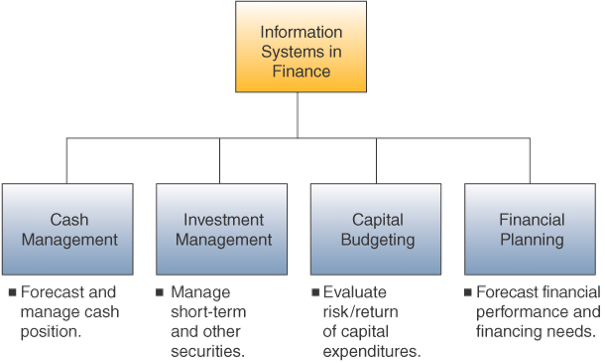 Information
Systems in
Finance
Cash
Management
Investment
Management
Capital
Budgeting
Financial
Planning
■ Forecast and
manage cash
position.
■ Manage
short-term
and other
securities.
■ Evaluate
risk/return
of capital
expenditures.
■ Forecast financial
performance and
financing needs.